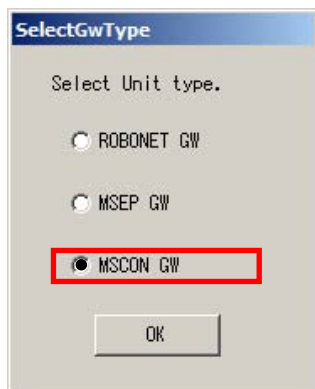 SelectGwType
Select Unit type.
ROBONET GW
MSEP GW
MSCON GW
OK